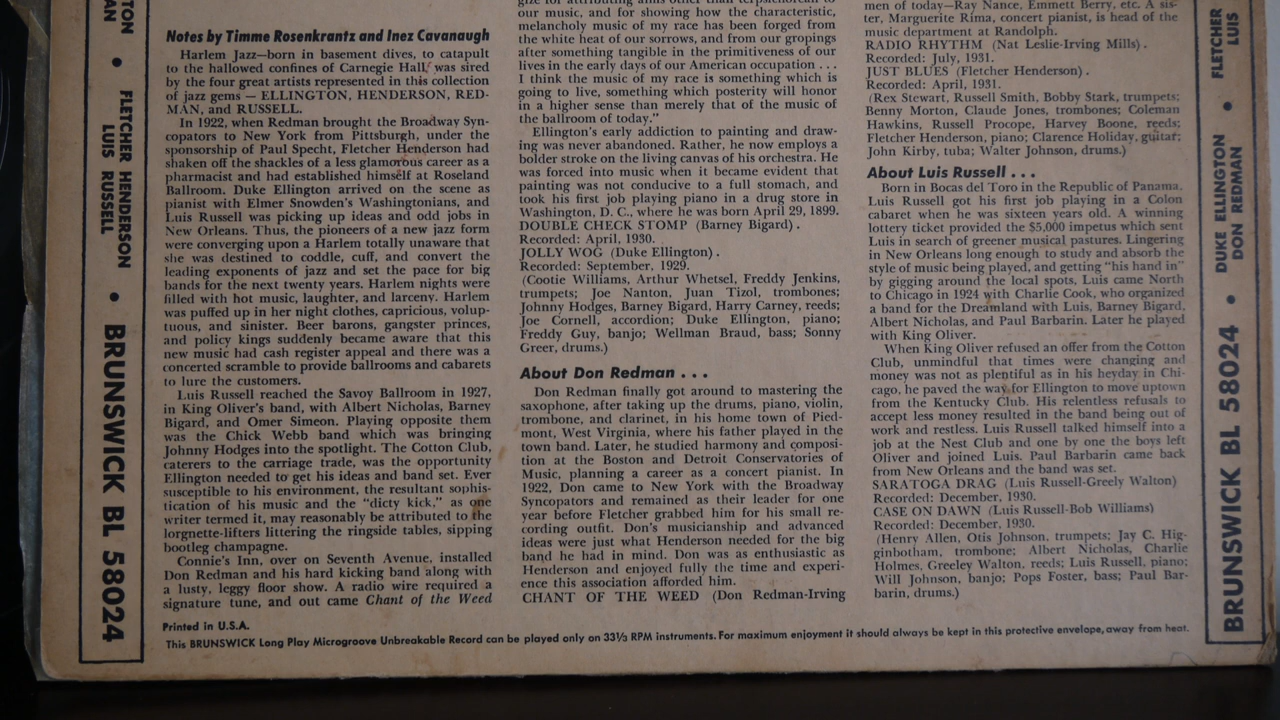 Notes by Timme Rosenkrantz and Inez Cavanaugh
Harlem Jazz—born in basement dives, to catapult
to the hallowed confines of Carnegie Hall, was sired
by the four great artists represented in this collection
of jazz gems — ELLINGTON, HENDERSON, RED-
MAN, and RUSSELL.
In 1922, when Redman brought the Broadway Syn-
copators to New York from Pittsburgh, under the
sponsorship of Paul Specht, Fletcher Henderson had
shaken off the shackles of a less glamorous career as a
pharmacist and had established himself at Roseland
Ballroom. Duke Ellington arrived on the scene as
pianist with Elmer Snowden's Washingtonians, and
Luis Russell was picking up ideas and odd jobs in
New Orleans. Thus, the pioneers of a new jazz form
were converging upon a Harlem totally unaware that
she was destined to coddle, cuff, and convert the
leading exponents of jazz and set the pace for big
bands for the next twenty years. Harlem nights were
filled with hot music, laughter, and larceny. Harlem
was puffed up in her night clothes, capricious, volup-
tuous, and sinister. Beer barons, gangster princes,
and policy kings suddenly became aware that this
new music had cash register appeal and there was a
concerted scramble to provide ballrooms and cabarets
to lure the customers.
Luis Russell reached the Savoy Ballroom in 1927,
in King Oliver's band, with Albert Nicholas, Barney
Bigard, and Omer Simeon. Playing opposite them
was the Chick Webb band which was bringing
Johnny Hodges into the spotlight. The Cotton Club,
caterers to the carriage trade, was the opportunity
Ellington needed to get his ideas and band set. Ever
susceptible to his environment, the resultant sophis-
tication of his music and the "dicty kick," as one
writer termed it, may reasonably be attributed to the
lorgnette-lifters littering the ringside tables, sipping
bootleg champagne.
Connie's Inn, over on Seventh Avenue, installed
Don Redman and his hard kicking band along with
a lusty, leggy floor show. A radio wire required a
signature tune, and out came Chant of the Weed
our music, and for showing how the characteristic,
melancholy music of my race has been forged from
the white heat of our sorrows, and from our gropings
after something tangible in the primitiveness of our
lives in the early days of our American occupation . . .
I think the music of my race is something which is
going to live, something which posterity will honor
in a higher sense than merely that of the music of
the ballroom of today."
Ellington's early addiction to painting and draw-
ing was never abandoned. Rather, he now employs a
bolder stroke on the living canvas of his orchestra. He
was forced into music when it became evident that
painting was not conducive to a full stomach, and
took his first job playing piano in a drug store in
Washington, D. C., where he was born April 29, 1899.
DOUBLE CHECK STOMP (Barney Bigard) .
Recorded: April, 1930.
JOLLY WOG (Duke Ellington) .
Recorded: September, 1929.
(Cootie Williams, Arthur Whetsel, Freddy Jenkins,
trumpets; Joe Nanton, Juan Tizol, trombones;
Johnny Hodges, Barney Bigard, Harry Carney, reeds;
Joe Cornell, accordion; Duke Ellington, piano;
Freddy Guy, banjo; Wellman Braud, bass; Sonny
Greer, drums.)
About Don Redman . . .
Don Redman finally got around to mastering the
saxophone, after taking up the drums, piano, violin,
trombone, and clarinet, in his home town of Pied-
mont, West Virginia, where his father played in the
town band. Later, he studied harmony and composi-
tion at the Boston and Detroit Conservatories of
Music, planning a career as a concert pianist. In
1922, Don came to New York with the Broadway
Syncopators and remained as their leader for one
year before Fletcher grabbed him for his small re-
cording outfit. Don's musicianship and advanced
ideas were just what Henderson needed for the big
band he had in mind. Don was as enthusiastic as
Henderson and enjoyed fully the time and experi-
ence this association afforded him.
CHANT OF THE WEED (Don Redman-Irving
men of today—Ray Nance, Emmett Berry, etc. A sis-
ter, Marguerite Rima, concert pianist, is head of the
music department at Randolph.
RADIO RHYTHM (Nat Leslie-Irving Mills) .
Recorded: July, 1931.
JUST BLUES (Fletcher Henderson) .
Recorded: April, 1931.
(Rex Stewart, Russell Smith, Bobby Stark, trumpets;
Benny Morton, Claude Jones, trombones; Coleman
Hawkins, Russell Procope, Harvey Boone, reeds;
Fletcher Henderson, piano; Clarence Holiday, guitar;
John Kirby, tuba; Walter Johnson, drums.)
About Luis Russell . . .
Born in Bocas del Toro in the Republic of Panama,
Luis Russell got his first job playing in a Colon
cabaret when he was sixteen years old. A winning
lottery ticket provided the $5,000 impetus which sent
Luis in search of greener musical pastures. Lingering
in New Orleans long enough to study and absorb the
style of music being played, and getting "his hand in"
by gigging around the local spots, Luis came North
to Chicago in 1924 with Charlie Cook, who organized
a band for the Dreamland with Luis, Barney Bigard,
Albert Nicholas, and Paul Barbarin. Later he played
with King Oliver.
When King Oliver refused an offer from the Cotton
Club, unmindful that times were changing and
money was not as plentiful as in his heyday in Chi-
cago, he paved the way for Ellington to move uptown
from the Kentucky Club. His relentless refusals to
accept less money resulted in the band being out of
work and restless. Luis Russell talked himself into a
job at the Nest Club and one by one the boys left
Oliver and joined Luis. Paul Barbarin came back
from New Orleans and the band was set.
SARATOGA DRAG (Luis Russell-Greely Walton)
Recorded: December, 1930.
CASE ON DAWN (Luis Russell-Bob Williams)
Recorded: December, 1930.
(Henry Allen, Otis Johnson, trumpets; Jay C. Hig-
ginbotham, trombone; Albert Nicholas, Charlie
Holmes, Greeley Walton, reeds; Luis Russell, piano;
Will Johnson, banjo; Pops Foster, bass; Paul Bar-
barin, drums.)
Printed in U.S.A.
This BRUNSWICK Long Play Microgroove Unbreakable Record can be played only on 33⅓ RPM instruments. For maximum enjoyment it should always be kept in this protective envelope, away from heat.
TON • FLETCHER HENDERSON • BRUNSWICK BL 58024
AN LUIS RUSSELL
BRUNSWICK BL 58024 • DUKE ELLINGTON • FLETCHER
DON REDMAN LUIS